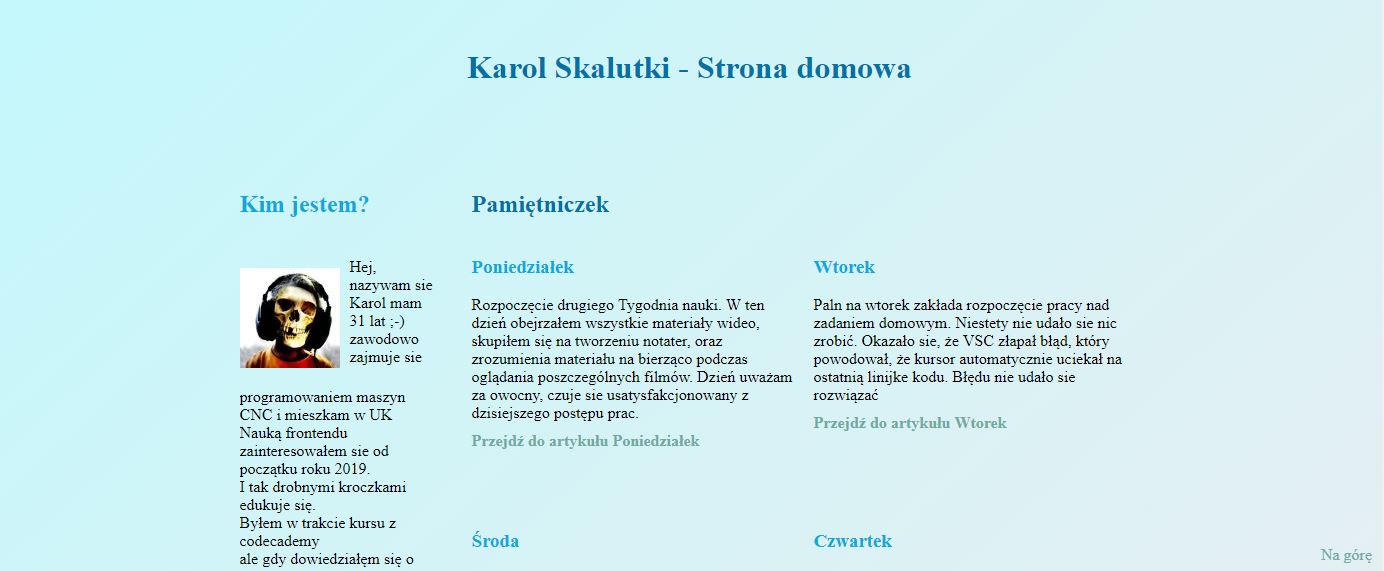 Karol Skalutki - Strona domowa
Kim jestem?
Hej,
nazywam sie
Karol mam
31 lat ;-)
zawodowo
zajmuje sie
programowaniem maszyn
CNC i mieszkam w UK
Nauką frontendu
zainteresowałem sie od
początku roku 2019.
I tak drobnymi kroczkami
edukuje się.
Byłem w trakcie kursu z
codecademy
ale gdy dowiedziałęm się o
Pamiętniczek
Poniedziałek
Rozpoczęcie drugiego Tygodnia nauki. W ten
dzień obejrzałem wszystkie materiały wideo,
skupiłem się na tworzeniu notater, oraz
zrozumienia materiału na bierząco podczas
oglądania poszczególnych filmów. Dzień uważam
za owocny, czuje sie usatysfakcjonowany z
dzisiejszego postępu prac.
Przejdź do artykułu Poniedziałek
Wtorek
Paln na wtorek zakłada rozpoczęcie pracy nad
zadaniem domowym. Niestety nie udało sie nic
zrobić. Okazało sie, że VSC złapał błąd, który
powodował, że kursor automatycznie uciekał na
ostatnią linijke kodu. Błędu nie udało sie
rozwiązać
Przejdź do artykułu Wtorek
Środa
Czwartek
Na górę